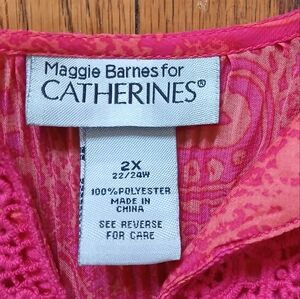 Maggie Barnes for
CATHERINES®
2X
22/24W
100% POLYESTER
MADE IN
CHINA
SEE REVERSE
FOR CARE